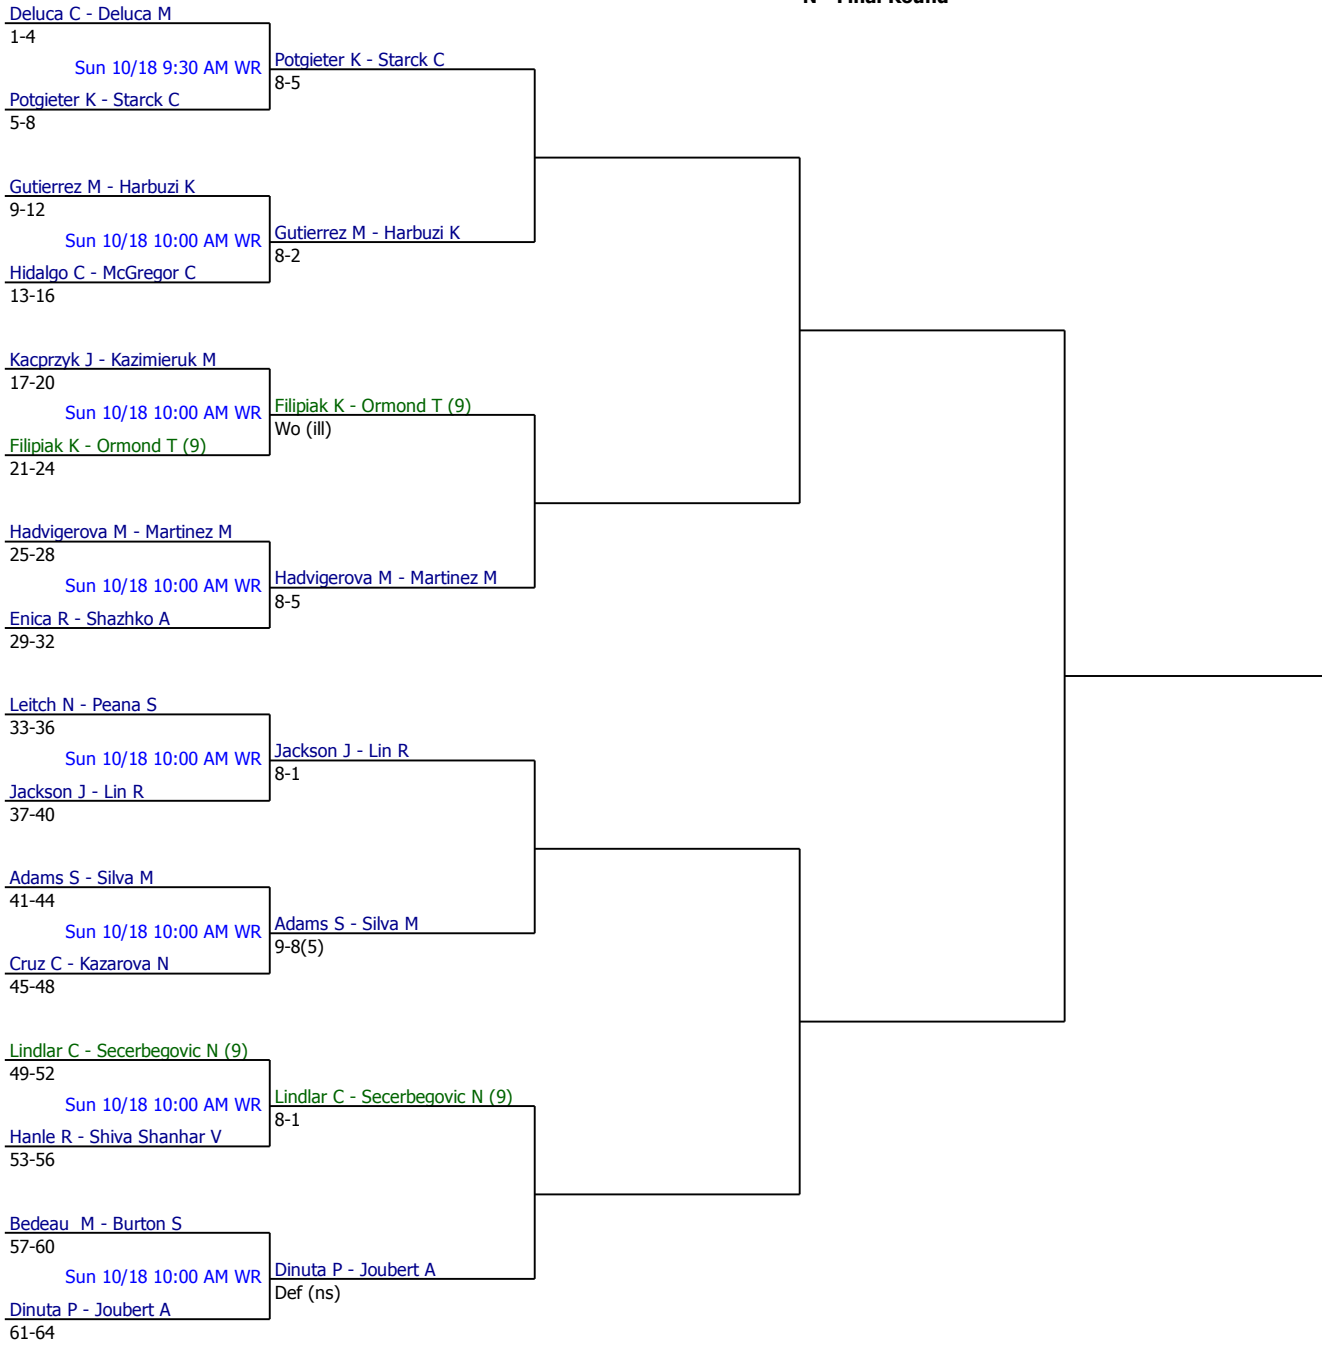 N - Final Round
Deluca C - Deluca M
1-4
Sun 10/18 9:30 AM WR
Potgieter K - Starck C
8-5
Potgieter K - Starck C
5-8
Gutierrez M - Harbuzi K
9-12
Sun 10/18 10:00 AM WR
Gutierrez M - Harbuzi K
8-2
Hidalgo C - McGregor C
13-16
Kacprzyk J - Kazimieruk M
17-20
Sun 10/18 10:00 AM WR
Filipiak K - Ormond T (9)
Wo (ill)
Filipiak K - Ormond T (9)
21-24
Hadvigerova M - Martinez M
25-28
Sun 10/18 10:00 AM WR
Hadvigerova M - Martinez M
8-5
Enica R - Shazhko A
29-32
Leitch N - Peana S
33-36
Sun 10/18 10:00 AM WR
Jackson J - Lin R
8-1
Jackson J - Lin R
37-40
Adams S - Silva M
41-44
Sun 10/18 10:00 AM WR
Adams S - Silva M
9-8(5)
Cruz C - Kazarova N
45-48
Lindlar C - Secerbegovic N (9)
49-52
Sun 10/18 10:00 AM WR
Lindlar C - Secerbegovic N (9)
8-1
Hanle R - Shiva Shanhar V
53-56
Bedeau  M - Burton S
57-60
Sun 10/18 10:00 AM WR
Dinuta P - Joubert A
Def (ns)
Dinuta P - Joubert A
61-64